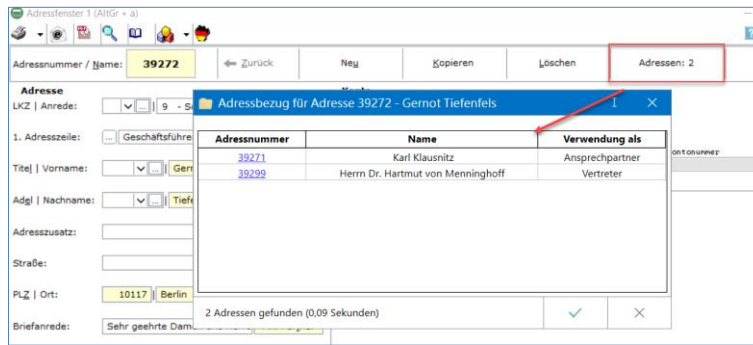 Adressfenster 1 (AltGr + a)
Adressnummer / Name: 39272 Zurück Neu Kopieren Löschen Adressen: 2
Adresse
LKZ | Anrede: 9 - S
Adressbezug für Adresse 39272 - Gernot Tiefenfels
1. Adresszeile: Geschäftsführe
Adressnummer Name Verwendung als
39271 Karl Klausnitz Ansprechpartner
39299 Herrn Dr. Hartmut von Menninghoff Vertreter
ontonummer
Titel | Vorname: Gern
Adel | Nachname: Tiefe
Adresszusatz:
Straße:
PLZ | Ort: 10117 Berlin
2 Adressen gefunden (0,09 Sekunden)
Briefanrede: Sehr geehrte Dam